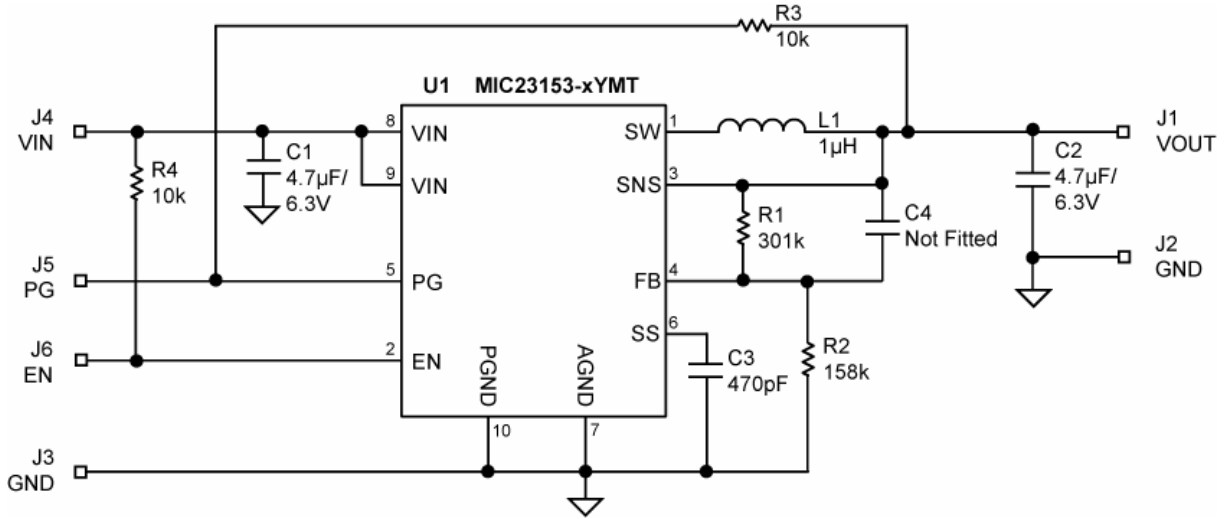 R3
10k
U1 MIC23153-xYMT
J4
VIN
R4
10k
C1
4.7µF/
6.3V
8
VIN
9
VIN
J5
PG
5
PG
J6
EN
2
EN
PGND
10
AGND
7
J3
GND
SW
1
L1
1µH
SNS
3
R1
301k
C4
Not Fitted
FB
4
SS
6
C3
470pF
R2
158k
J1
VOUT
C2
4.7µF/
6.3V
J2
GND